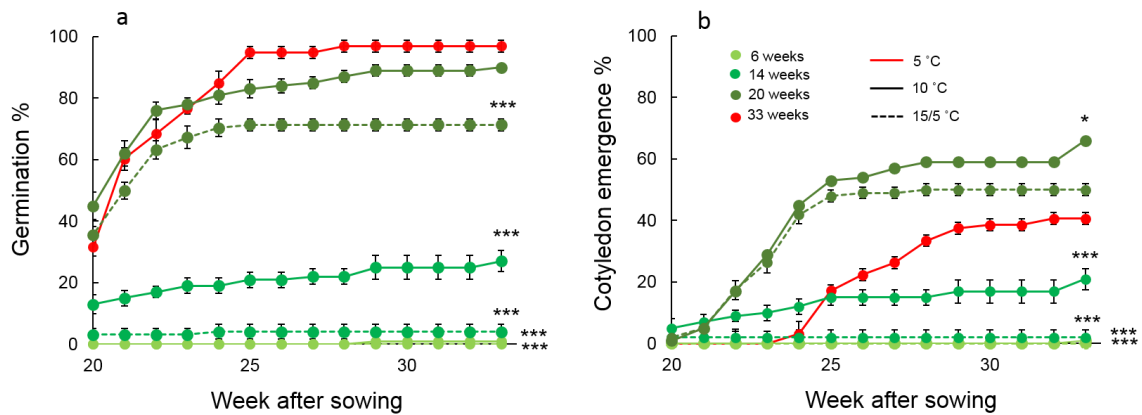 a
Germination %
100
80
60
40
20
0
***
***
***
***
***
20
25
30
Week after sowing
b
Cotyledon emergence %
100
80
60
40
20
0
6 weeks
14 weeks
20 weeks
33 weeks
5 ˚C
10 ˚C
15/5 ˚C
*
***
***
***
***
20
25
30
Week after sowing